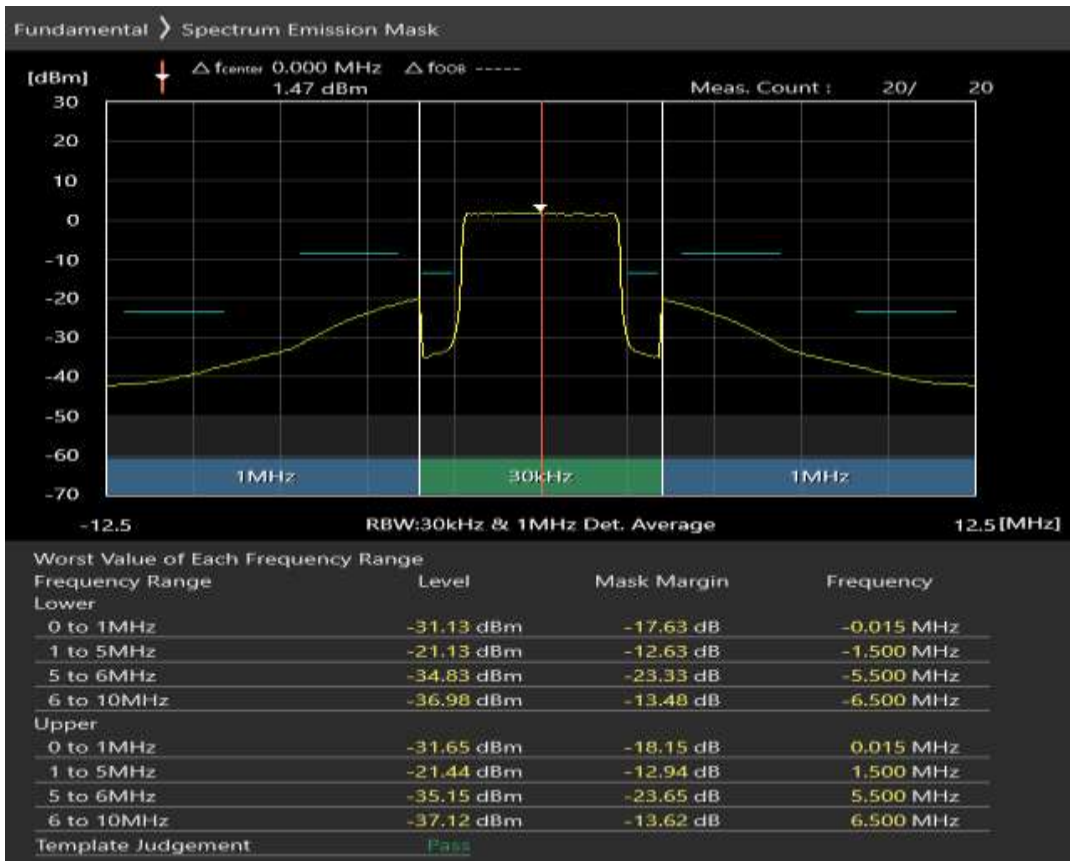 Fundamental ❯ Spectrum Emission Mask
[dBm] △ fcenter 0.000 MHz △ fOOB -----
1.47 dBm Meas. Count : 20/ 20
30
20
10
0
-10
-20
-30
-40
-50
-60
1MHz 30kHz 1MHz
-70
-12.5 RBW:30kHz & 1MHz Det. Average 12.5 [MHz]
Worst Value of Each Frequency Range
Frequency Range Level Mask Margin Frequency
Lower
0 to 1MHz -31.13 dBm -17.63 dB -0.015 MHz
1 to 5MHz -21.13 dBm -12.63 dB -1.500 MHz
5 to 6MHz -34.83 dBm -23.33 dB -5.500 MHz
6 to 10MHz -36.98 dBm -13.48 dB -6.500 MHz
Upper
0 to 1MHz -31.65 dBm -18.15 dB 0.015 MHz
1 to 5MHz -21.44 dBm -12.94 dB 1.500 MHz
5 to 6MHz -35.15 dBm -23.65 dB 5.500 MHz
6 to 10MHz -37.12 dBm -13.62 dB 6.500 MHz
Template Judgement Pass